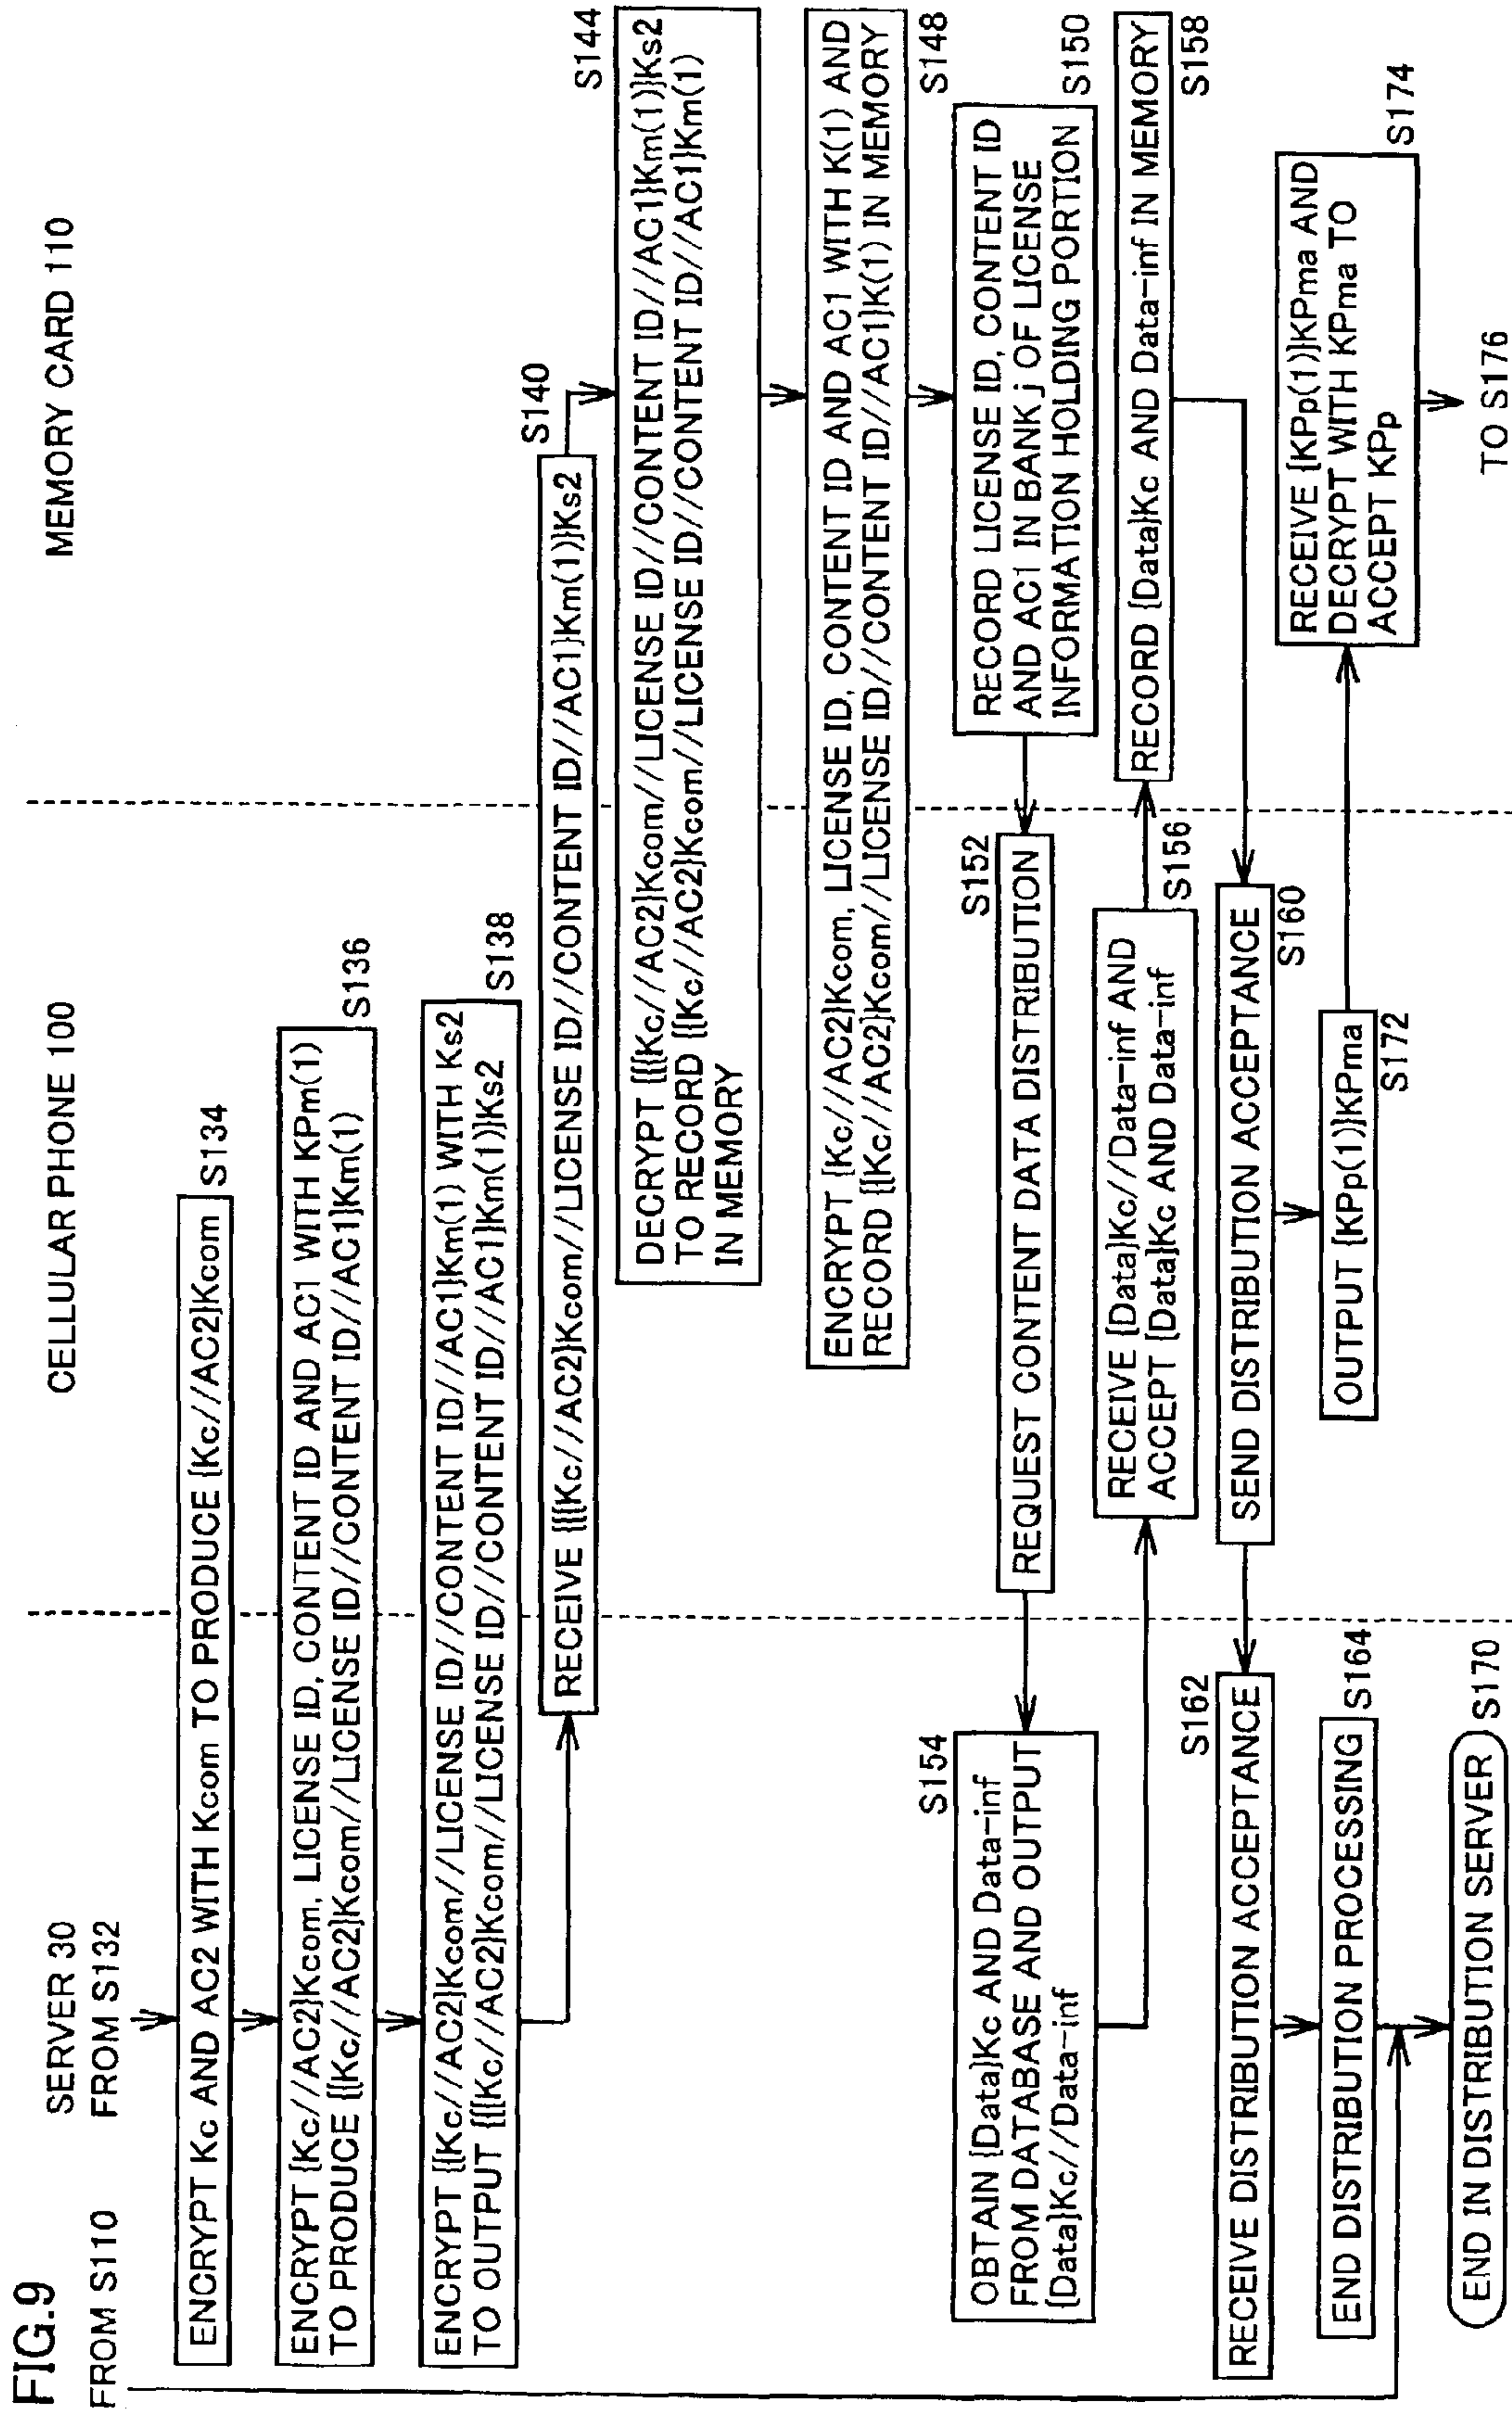 FIG.9
FROM S110
SERVER 30
FROM S132
CELLULAR PHONE 100
MEMORY CARD 110
ENCRYPT Kc AND AC2 WITH Kcom TO PRODUCE {Kc//AC2}Kcom
S134
ENCRYPT {Kc//AC2}Kcom, LICENSE ID, CONTENT ID AND AC1 WITH KPm(1)
TO PRODUCE {{Kc//AC2}Kcom//LICENSE ID//CONTENT ID//AC1}Km(1)
S136
ENCRYPT {{Kc//AC2}Kcom//LICENSE ID//CONTENT ID//AC1}Km(1) WITH Ks2
TO OUTPUT {{{Kc//AC2}Kcom//LICENSE ID//CONTENT ID//AC1}Km(1)}Ks2
S138
RECEIVE {{{Kc//AC2}Kcom//LICENSE ID//CONTENT ID//AC1}Km(1)}Ks2
S140
S144
DECRYPT {{{Kc//AC2}Kcom//LICENSE ID//CONTENT ID//AC1}Km(1)}Ks2
TO RECORD {{Kc//AC2}Kcom//LICENSE ID//CONTENT ID//AC1}Km(1)
IN MEMORY
ENCRYPT {Kc//AC2}Kcom, LICENSE ID, CONTENT ID AND AC1 WITH K(1) AND
RECORD {{Kc//AC2}Kcom//LICENSE ID//CONTENT ID//AC1}K(1) IN MEMORY
S148
RECORD LICENSE ID, CONTENT ID
AND AC1 IN BANK j OF LICENSE
INFORMATION HOLDING PORTION
S150
S152
REQUEST CONTENT DATA DISTRIBUTION
S154
OBTAIN {Data}Kc AND Data-inf
FROM DATABASE AND OUTPUT
{Data}Kc//Data-inf
RECEIVE {Data}Kc//Data-inf AND
ACCEPT {Data}Kc AND Data-inf
S156
RECORD {Data}Kc AND Data-inf IN MEMORY
S158
SEND DISTRIBUTION ACCEPTANCE
S160
S162
RECEIVE DISTRIBUTION ACCEPTANCE
END DISTRIBUTION PROCESSING
S164
END IN DISTRIBUTION SERVER
S170
OUTPUT {KPp(1)}KPma
S172
RECEIVE {KPp(1)}KPma AND
DECRYPT WITH KPma TO
ACCEPT KPp
S174
TO S176